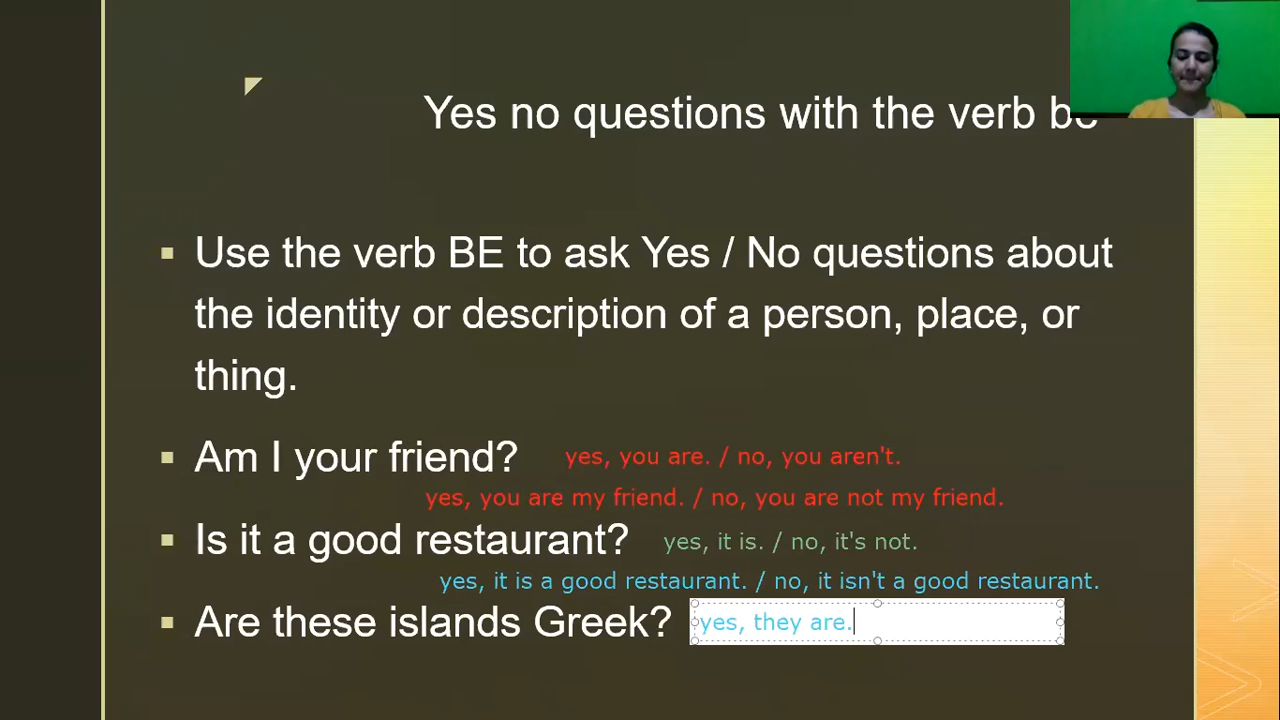 Yes no questions with the verb be
Use the verb BE to ask Yes / No questions about
the identity or description of a person, place, or
thing.
Am I your friend? yes, you are. / no, you aren't.
yes, you are my friend. / no, you are not my friend.
Is it a good restaurant? yes, it is. / no, it's not.
yes, it is a good restaurant. / no, it isn't a good restaurant.
Are these islands Greek? yes, they are.